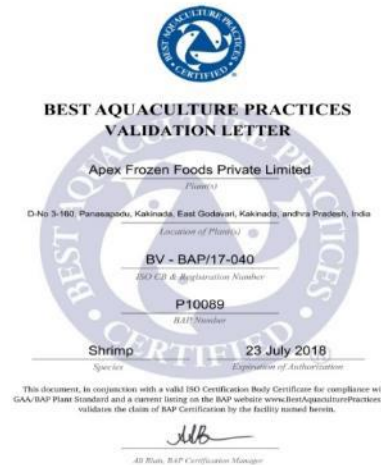 BEST AQUACULTURE PRACTICES
CERTIFIED
BEST AQUACULTURE PRACTICES
VALIDATION LETTER
Apex Frozen Foods Private Limited
Plant(s)
D-No 3-160, Panasapadu, Kakinada, East Godavari, Kakinada, andhra Pradesh, India
Location of Plant(s)
BV - BAP/17-040
ISO CB & Registration Number
P10089
BAP Number
Shrimp 23 July 2018
Species Expiration of Authorization
This document, in conjunction with a valid ISO Certification Body Certificate for compliance wi
GAA/BAP Plant Standard and a current listing on the BAP website www.BestAquaculturePractices
validates the claim of BAP Certification by the facility named herein.
BAP Certification Manager